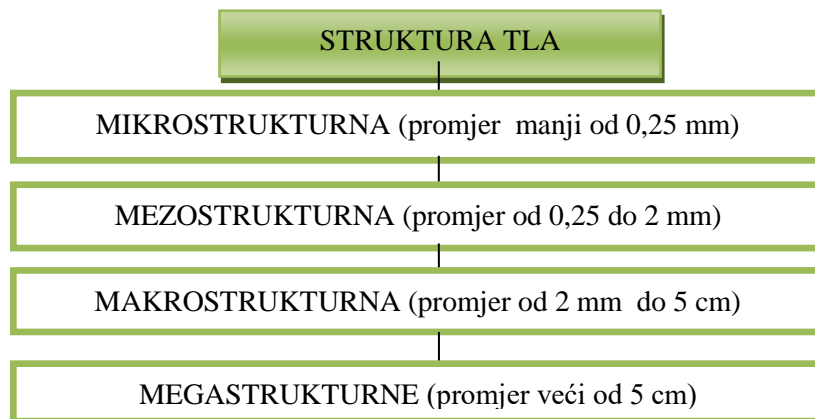 STRUKTURA TLA
MIKROSTRUKTURNA (promjer manji od 0,25 mm)
MEZOSTRUKTURNA (promjer od 0,25 do 2 mm)
MAKROSTRUKTURNA (promjer od 2 mm do 5 cm)
MEGASTRUKTURNE (promjer veći od 5 cm)